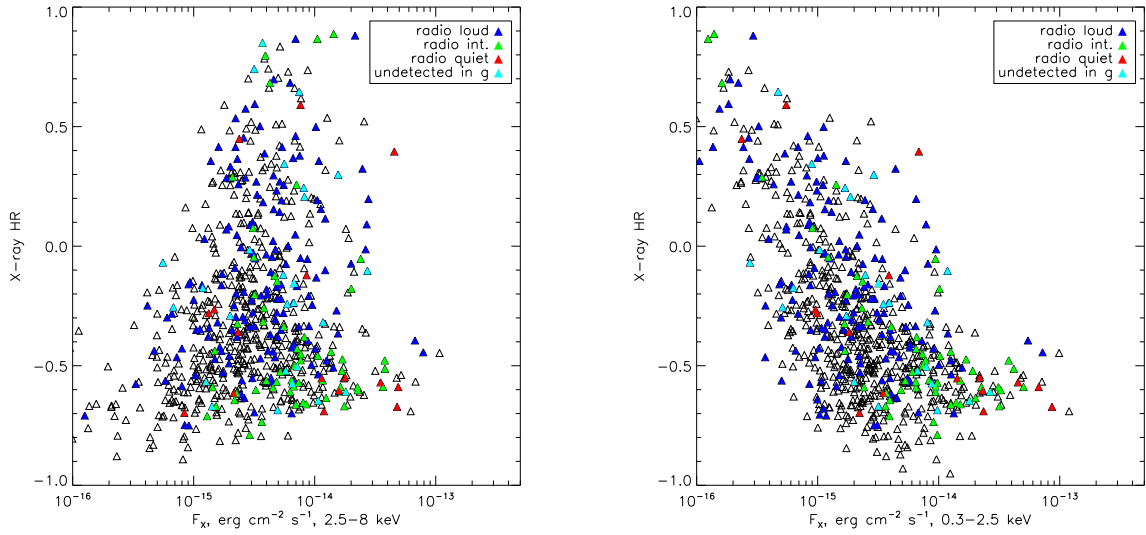 1.0
0.5
0.0
−0.5
−1.0
X−ray HR
radio loud
radio int.
radio quiet
undetected in g
10⁻¹⁶
10⁻¹⁵
10⁻¹⁴
10⁻¹³
Fₓ, erg cm⁻² s⁻¹, 2.5−8 keV
1.0
0.5
0.0
−0.5
−1.0
X−ray HR
radio loud
radio int.
radio quiet
undetected in g
10⁻¹⁶
10⁻¹⁵
10⁻¹⁴
10⁻¹³
Fₓ, erg cm⁻² s⁻¹, 0.3−2.5 keV